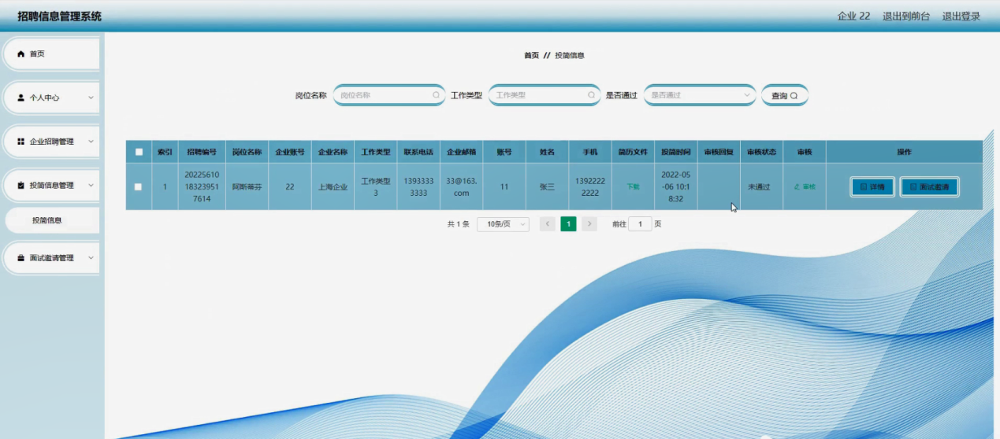 招聘信息管理系统
企业 22 退出到前台 退出登录
首页
个人中心
企业招聘管理
投简信息管理
投简信息
面试邀请管理
首页 // 投简信息
岗位名称 岗位名称 工作类型 工作类型 是否通过 是否通过 查询
索引 招聘编号 岗位名称 企业账号 企业名称 工作类型 联系电话 企业邮箱 账号 姓名 手机 简历文件 投简时间 审核回复 审核状态 审核 操作
1 20225610183239517614 阿斯蒂芬 22 上海企业 工作类型3 13933333333 33@163.com 11 张三 13922222222 下载 2022-05-06 10:18:32 未通过 审核 详情 面试邀请
共 1 条 10条/页 1 前往 1 页